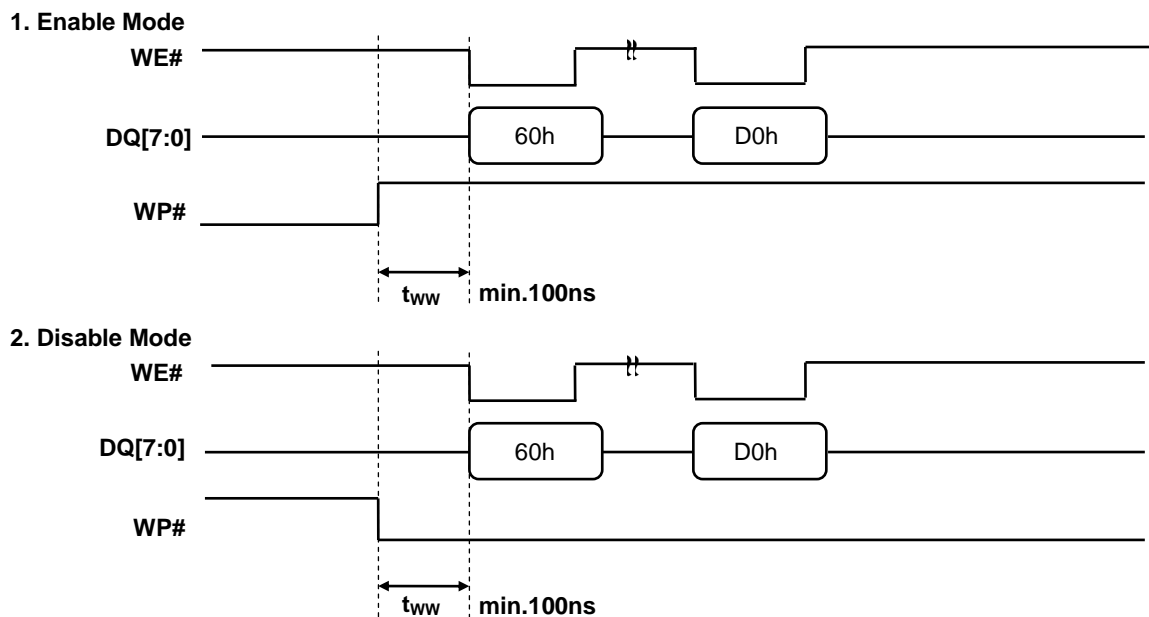 1. Enable Mode
WE#
DQ[7:0]
60h
D0h
WP#
tWW
min.100ns
2. Disable Mode
WE#
DQ[7:0]
60h
D0h
WP#
tWW
min.100ns